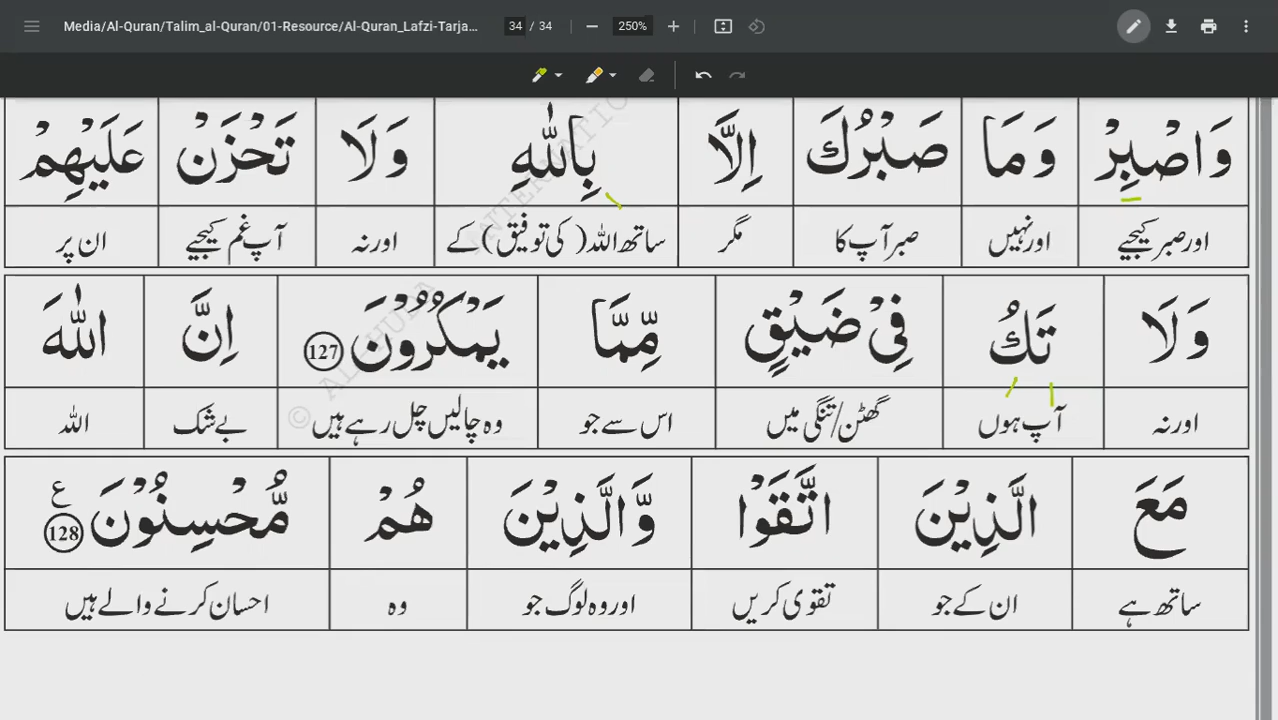 Media/Al-Quran/Talim_al-Quran/01-Resource/Al-Quran_Lafzi-Tarja... 34 / 34 250%
وَاصْبِرْ وَمَا صَبْرُكَ اِلَّا بِاللّٰهِ وَلَا تَحْزَنْ عَلَيْهِمْ
اور صبر کیجیے اور نہیں صبر آپ کا مگر ساتھ اللہ (کی توفیق) کے اور نہ آپ غم کیجیے ان پر
وَلَا تَكُ فِيْ ضَيْقٍ مِّمَّا يَمْكُرُوْنَ 127 اِنَّ اللّٰهَ
اور نہ آپ ہوں گھٹن/تنگی میں اس سے جو وہ چالیں چل رہے ہیں بے شک اللہ
مَعَ الَّذِيْنَ اتَّقَوْا وَّالَّذِيْنَ هُمْ مُّحْسِنُوْنَ 128 ع
ساتھ ہے ان کے جو تقوی کریں اور وہ لوگ جو وہ احسان کرنے والے ہیں
© AL HUDA INTERNATIO